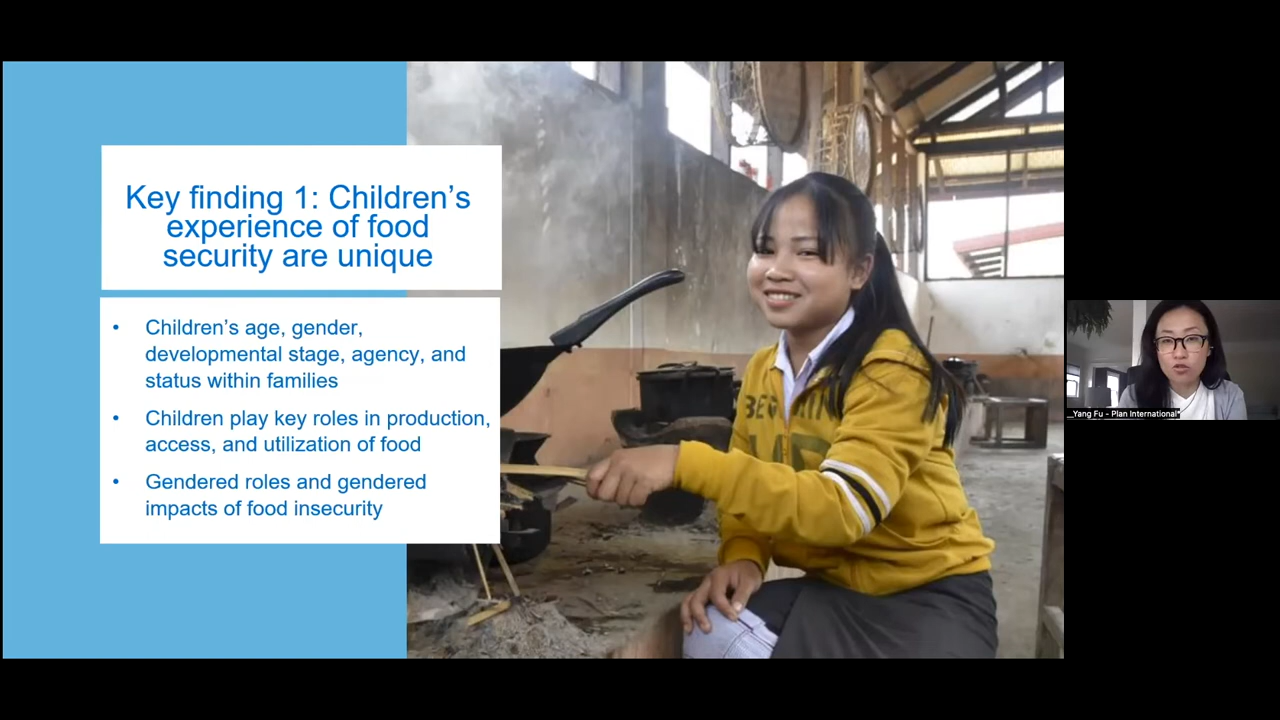 Key finding 1: Children’s
experience of food
security are unique
• Children’s age, gender,
developmental stage, agency, and
status within families
• Children play key roles in production,
access, and utilization of food
• Gendered roles and gendered
impacts of food insecurity
Yang Fu - Plan International